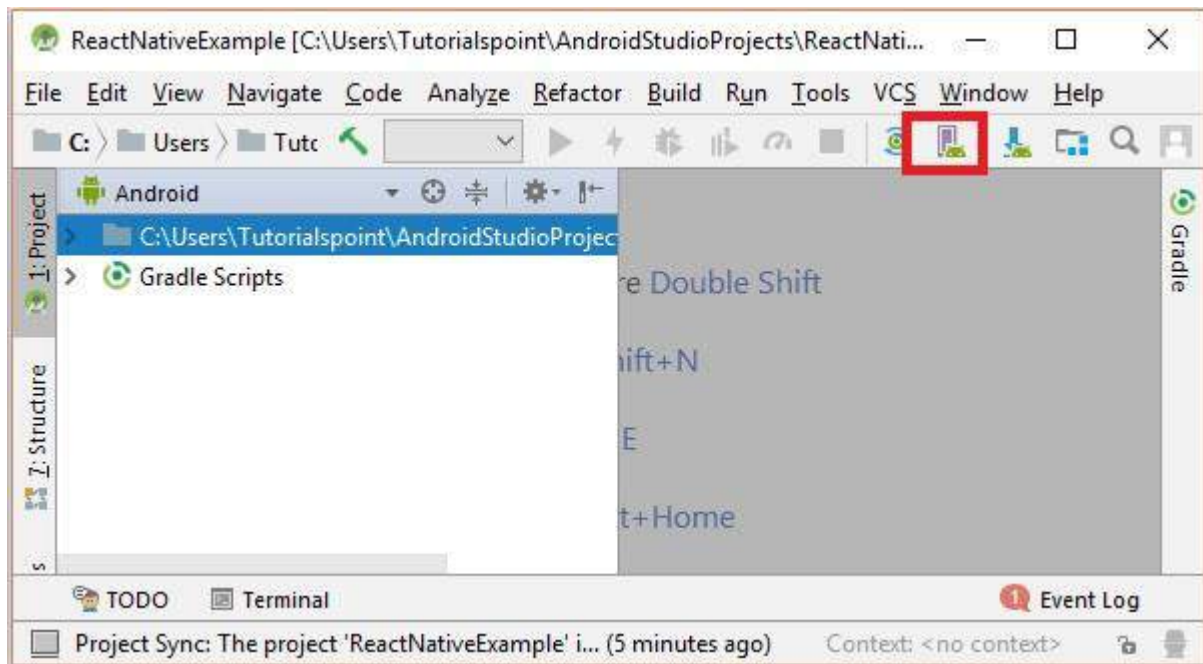 ReactNativeExample [C:\Users\Tutorialspoint\AndroidStudioProjects\ReactNati...
File Edit View Navigate Code Analyze Refactor Build Run Tools VCS Window Help
C: Users Tutc
1: Project
Android
C:\Users\Tutorialspoint\AndroidStudioProjec
Gradle Scripts
re Double Shift
ift+N
E
t+Home
Gradle
7: Structure
s
TODO Terminal
1 Event Log
Project Sync: The project 'ReactNativeExample' i... (5 minutes ago) Context: <no context>